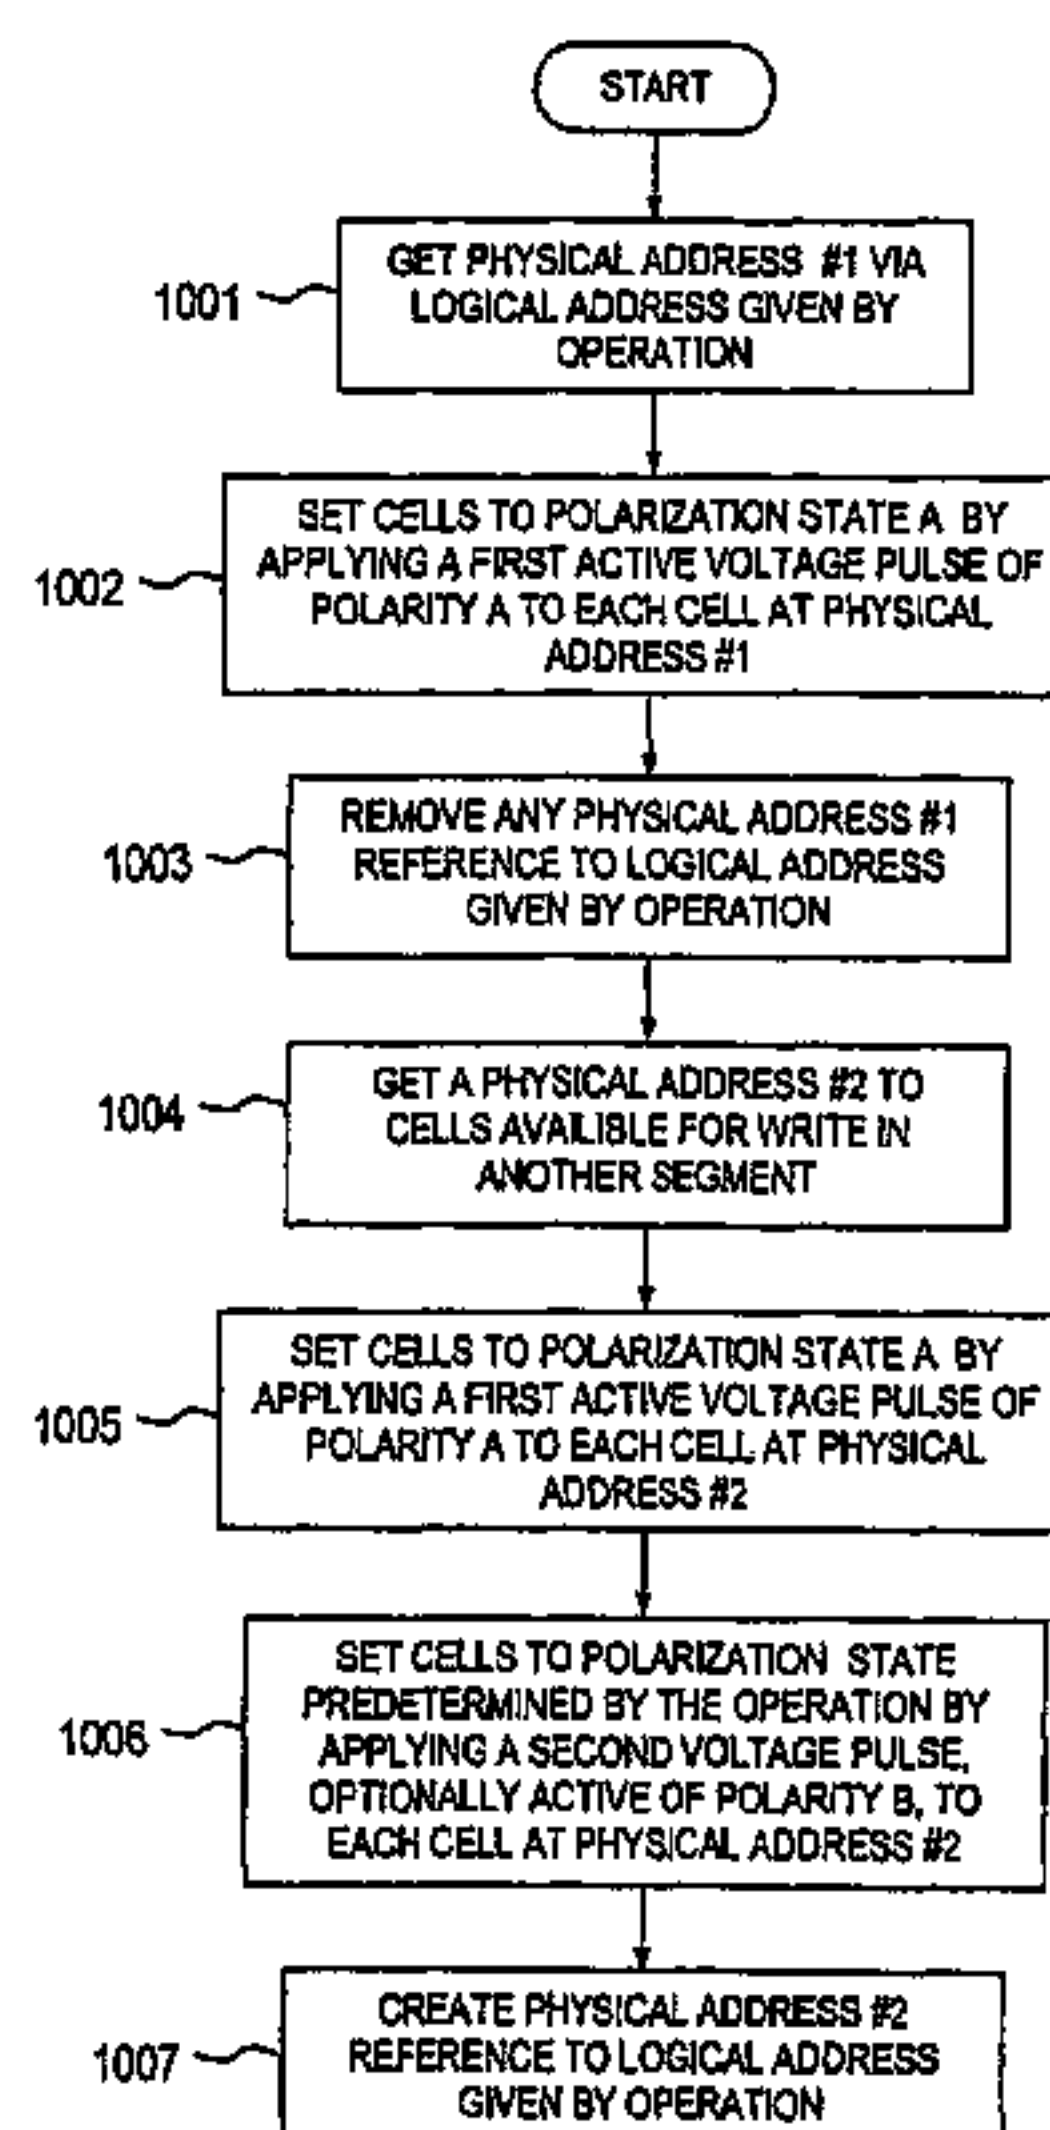 START
1001
GET PHYSICAL ADDRESS #1 VIA
LOGICAL ADDRESS GIVEN BY
OPERATION
1002
SET CELLS TO POLARIZATION STATE A BY
APPLYING A FIRST ACTIVE VOLTAGE PULSE OF
POLARITY A TO EACH CELL AT PHYSICAL
ADDRESS #1
1003
REMOVE ANY PHYSICAL ADDRESS #1
REFERENCE TO LOGICAL ADDRESS
GIVEN BY OPERATION
1004
GET A PHYSICAL ADDRESS #2 TO
CELLS AVAILIBLE FOR WRITE IN
ANOTHER SEGMENT
1005
SET CELLS TO POLARIZATION STATE A BY
APPLYING A FIRST ACTIVE VOLTAGE PULSE OF
POLARITY A TO EACH CELL AT PHYSICAL
ADDRESS #2
1006
SET CELLS TO POLARIZATION STATE
PREDETERMINED BY THE OPERATION BY
APPLYING A SECOND VOLTAGE PULSE,
OPTIONALLY ACTIVE OF POLARITY B, TO
EACH CELL AT PHYSICAL ADDRESS #2
1007
CREATE PHYSICAL ADDRESS #2
REFERENCE TO LOGICAL ADDRESS
GIVEN BY OPERATION